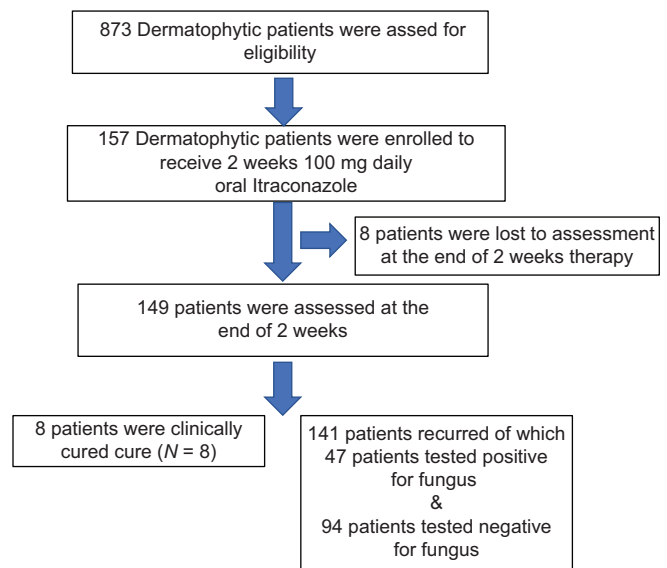 873 Dermatophytic patients were assed for
eligibility
157 Dermatophytic patients were enrolled to
receive 2 weeks 100 mg daily
oral Itraconazole
8 patients were lost to assessment
at the end of 2 weeks therapy
149 patients were assessed at the
end of 2 weeks
8 patients were clinically
cured cure (N = 8)
141 patients recurred of which
47 patients tested positive
for fungus
&
94 patients tested negative
for fungus